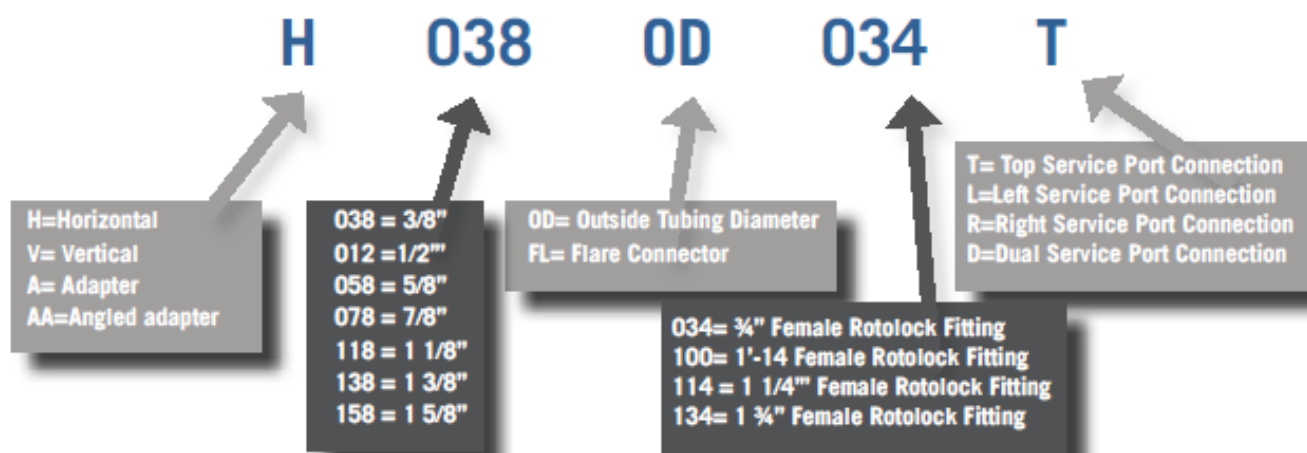 H 038 OD 034 T
H=Horizontal
V= Vertical
A= Adapter
AA=Angled adapter
038 = 3/8"
012 =1/2""'
058 = 5/8"
078 = 7/8"
118 = 1 1/8"
138 = 1 3/8"
158 = 1 5/8"
OD= Outside Tubing Diameter
FL= Flare Connector
034= ¾" Female Rotolock Fitting
100= 1'-14 Female Rotolock Fitting
114 = 1 1/4"' Female Rotolock Fitting
134= 1 ¾" Female Rotolock Fitting
T= Top Service Port Connection
L=Left Service Port Connection
R=Right Service Port Connection
D=Dual Service Port Connection